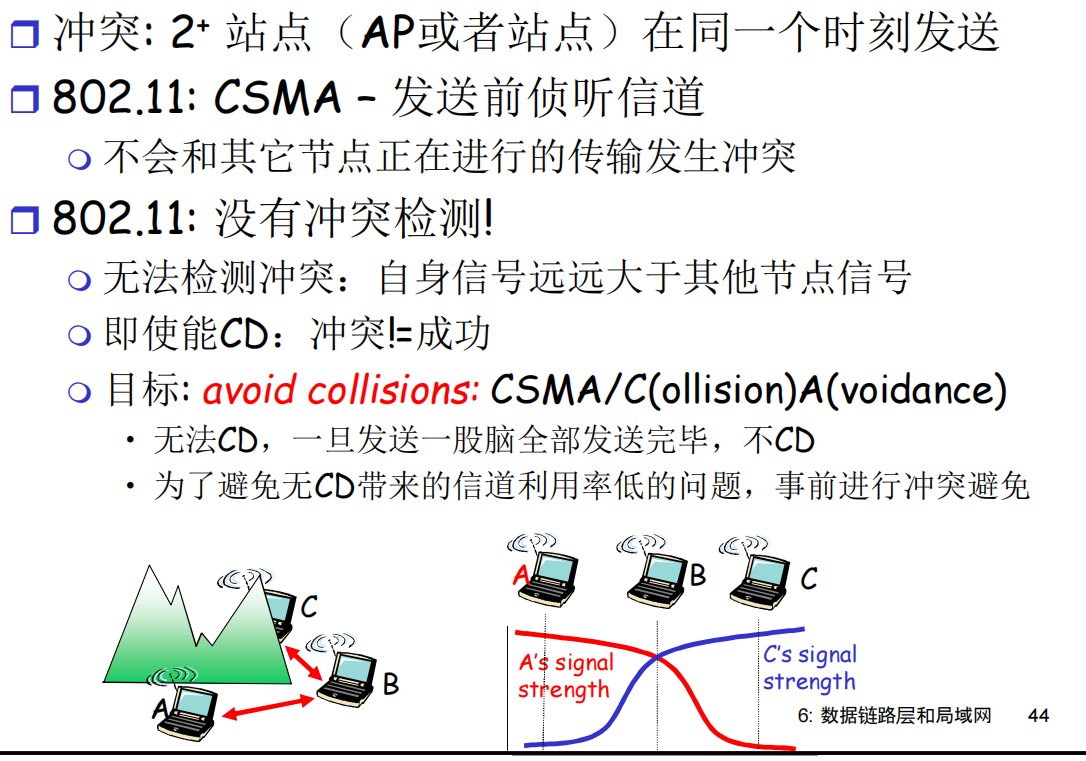 冲突: 2+ 站点（AP或者站点）在同一个时刻发送
802.11: CSMA – 发送前侦听信道
不会和其它节点正在进行的传输发生冲突
802.11: 没有冲突检测!
无法检测冲突：自身信号远远大于其他节点信号
即使能CD：冲突!=成功
目标: avoid collisions: CSMA/C(ollision)A(voidance)
• 无法CD，一旦发送一股脑全部发送完毕，不CD
• 为了避免无CD带来的信道利用率低的问题，事前进行冲突避免
C
B
A
A
B
C
A's signal
strength
C's signal
strength
6: 数据链路层和局域网 44